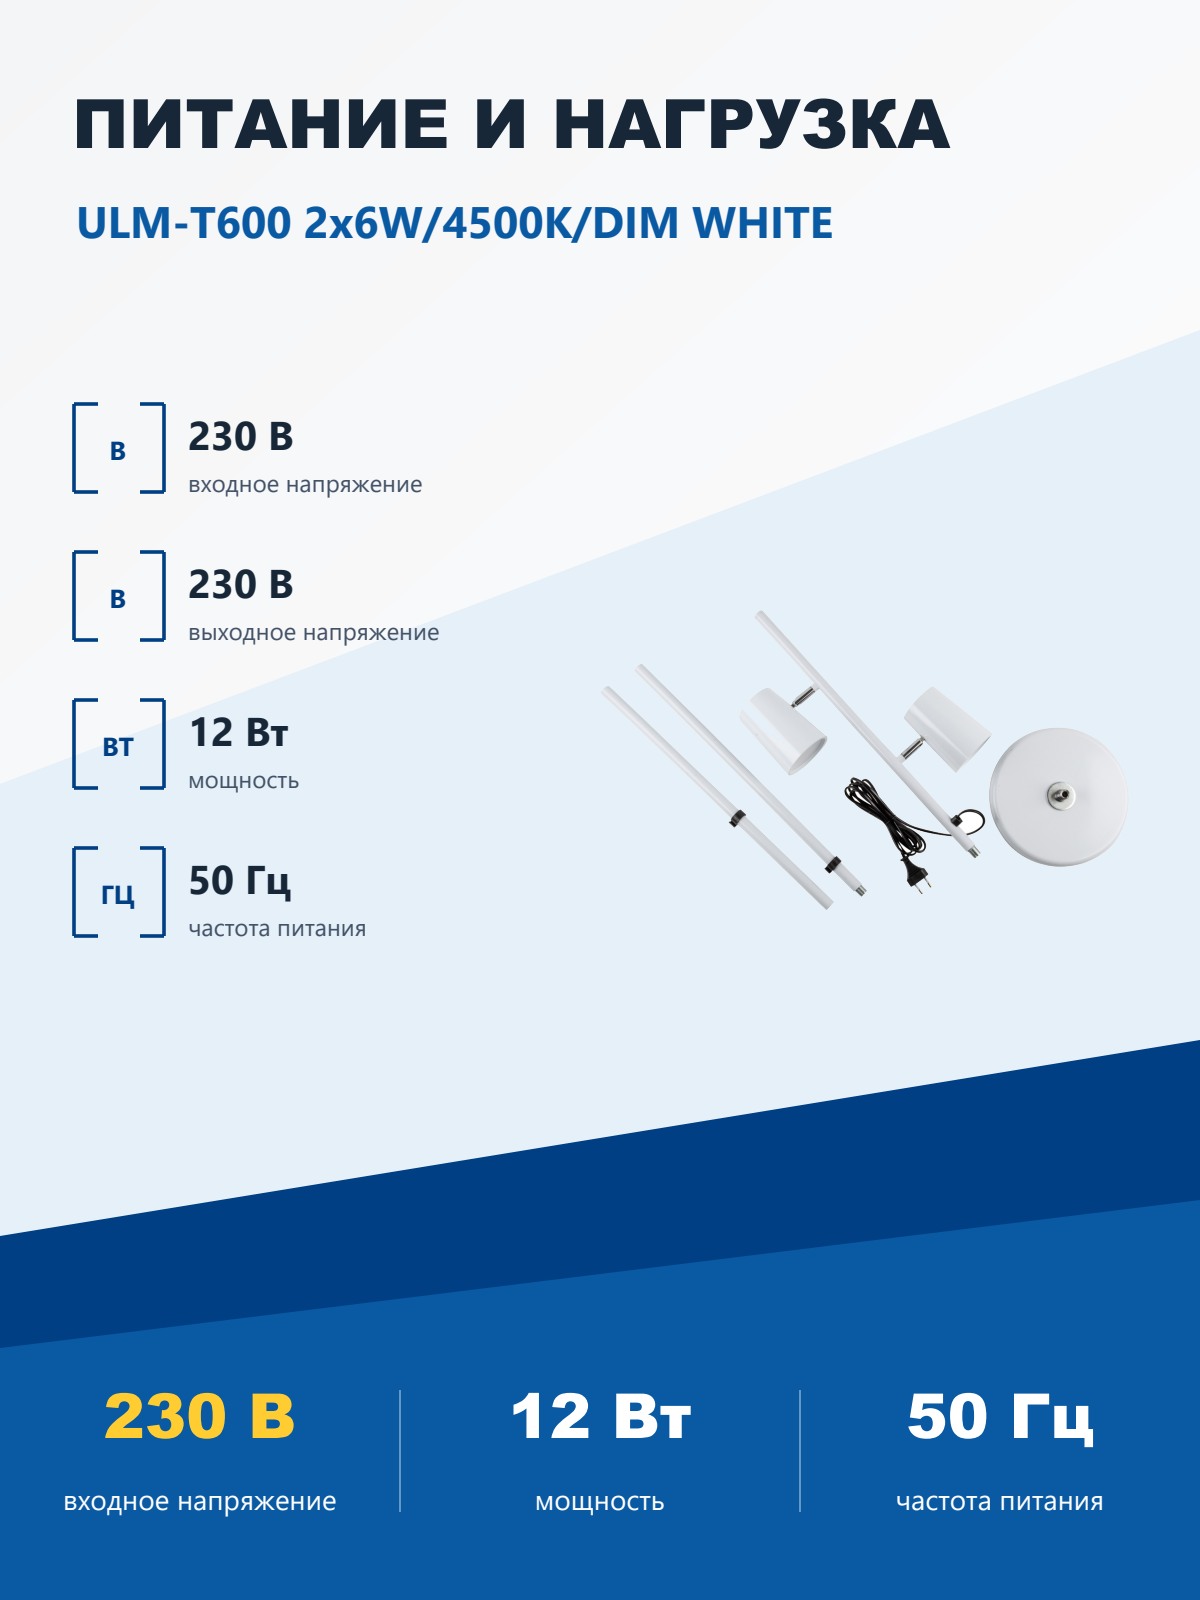 ПИТАНИЕ И НАГРУЗКА
ULM-T600 2x6W/4500K/DIM WHITE
В
230 В
входное напряжение
В
230 В
выходное напряжение
ВТ
12 Вт
мощность
ГЦ
50 Гц
частота питания
230 В
входное напряжение
12 Вт
мощность
50 Гц
частота питания